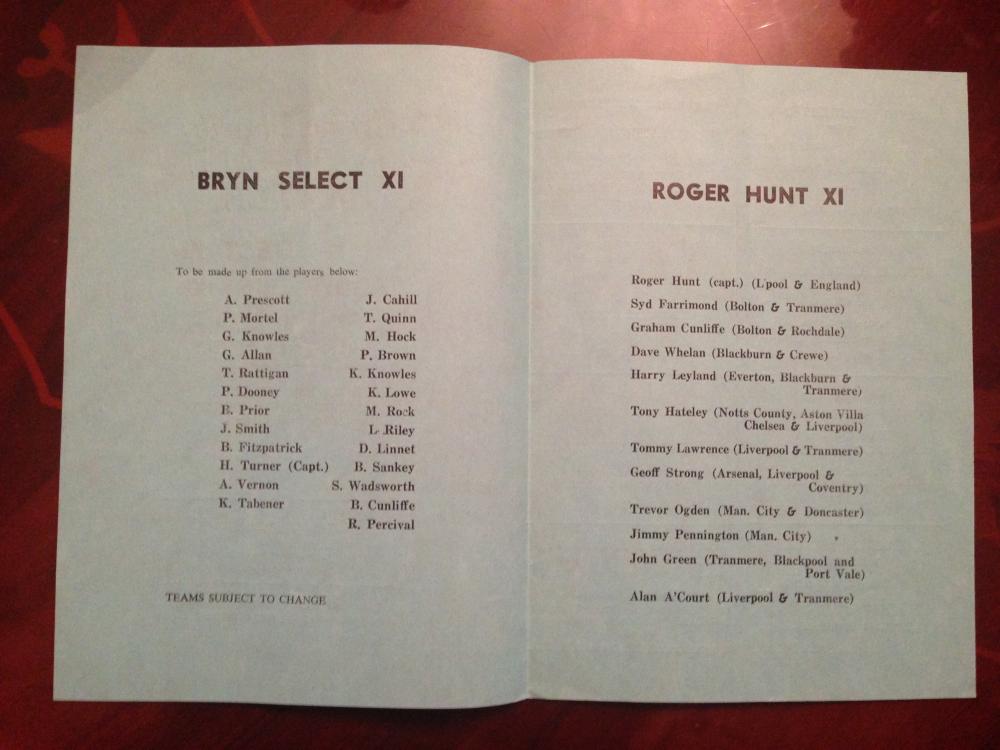 BRYN SELECT XI
To be made up from the players below:
A. Prescott
P. Mortel
G. Knowles
G. Allan
T. Rattigan
P. Dooney
B. Prior
J. Smith
B. Fitzpatrick
H. Turner (Capt.)
A. Vernon
K. Tabener
J. Cahill
T. Quinn
M. Hock
P. Brown
K. Knowles
K. Lowe
M. Rock
L. Riley
D. Linnet
B. Sankey
S. Wadsworth
B. Cunliffe
R. Percival
TEAMS SUBJECT TO CHANGE
ROGER HUNT XI
Roger Hunt (capt.) (L'pool & England)
Syd Farrimond (Bolton & Tranmere)
Graham Cunliffe (Bolton & Rochdale)
Dave Whelan (Blackburn & Crewe)
Harry Leyland (Everton, Blackburn &
Tranmere)
Tony Hateley (Notts County, Aston Villa
Chelsea & Liverpool)
Tommy Lawrence (Liverpool & Tranmere)
Geoff Strong (Arsenal, Liverpool &
Coventry)
Trevor Ogden (Man. City & Doncaster)
Jimmy Pennington (Man. City)
John Green (Tranmere, Blackpool and
Port Vale)
Alan A'Court (Liverpool & Tranmere)